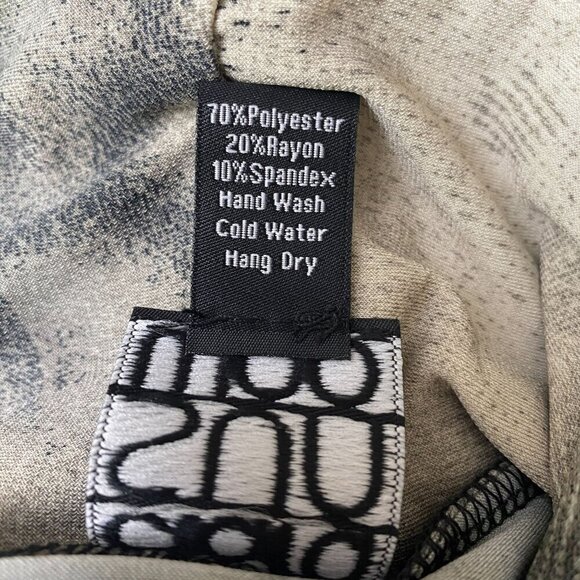 70%Polyester
20%Rayon
10%Spandex
Hand Wash
Cold Water
Hang Dry